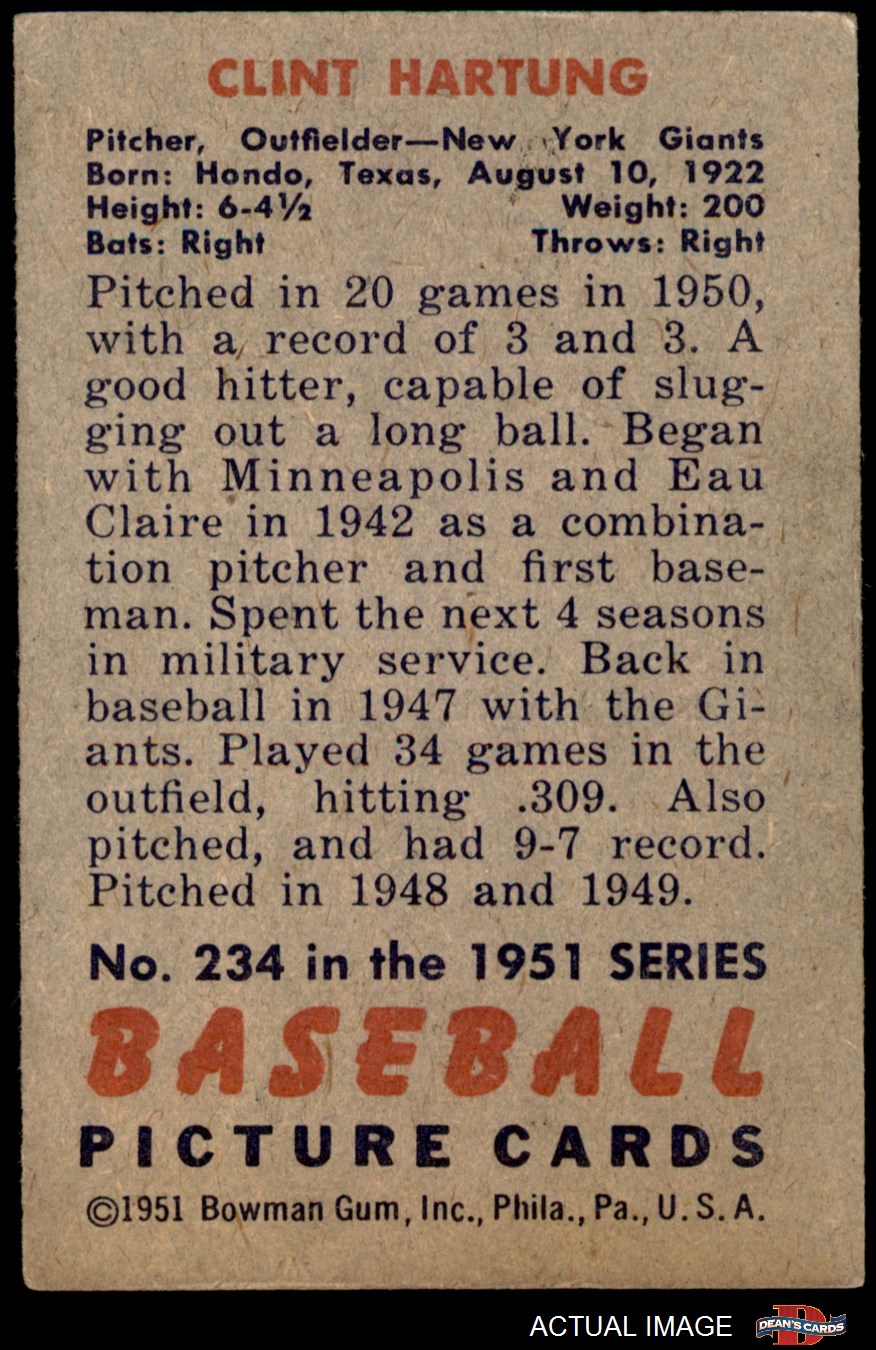 CLINT HARTUNG
Pitcher, Outfielder—New York Giants
Born: Hondo, Texas, August 10, 1922
Height: 6-4½ Weight: 200
Bats: Right Throws: Right
Pitched in 20 games in 1950,
with a record of 3 and 3. A
good hitter, capable of slug-
ging out a long ball. Began
with Minneapolis and Eau
Claire in 1942 as a combina-
tion pitcher and first base-
man. Spent the next 4 seasons
in military service. Back in
baseball in 1947 with the Gi-
ants. Played 34 games in the
outfield, hitting .309. Also
pitched, and had 9-7 record.
Pitched in 1948 and 1949.
No. 234 in the 1951 SERIES
BASEBALL
PICTURE CARDS
©1951 Bowman Gum, Inc., Phila., Pa., U.S.A.
ACTUAL IMAGE D DEAN'S CARDS